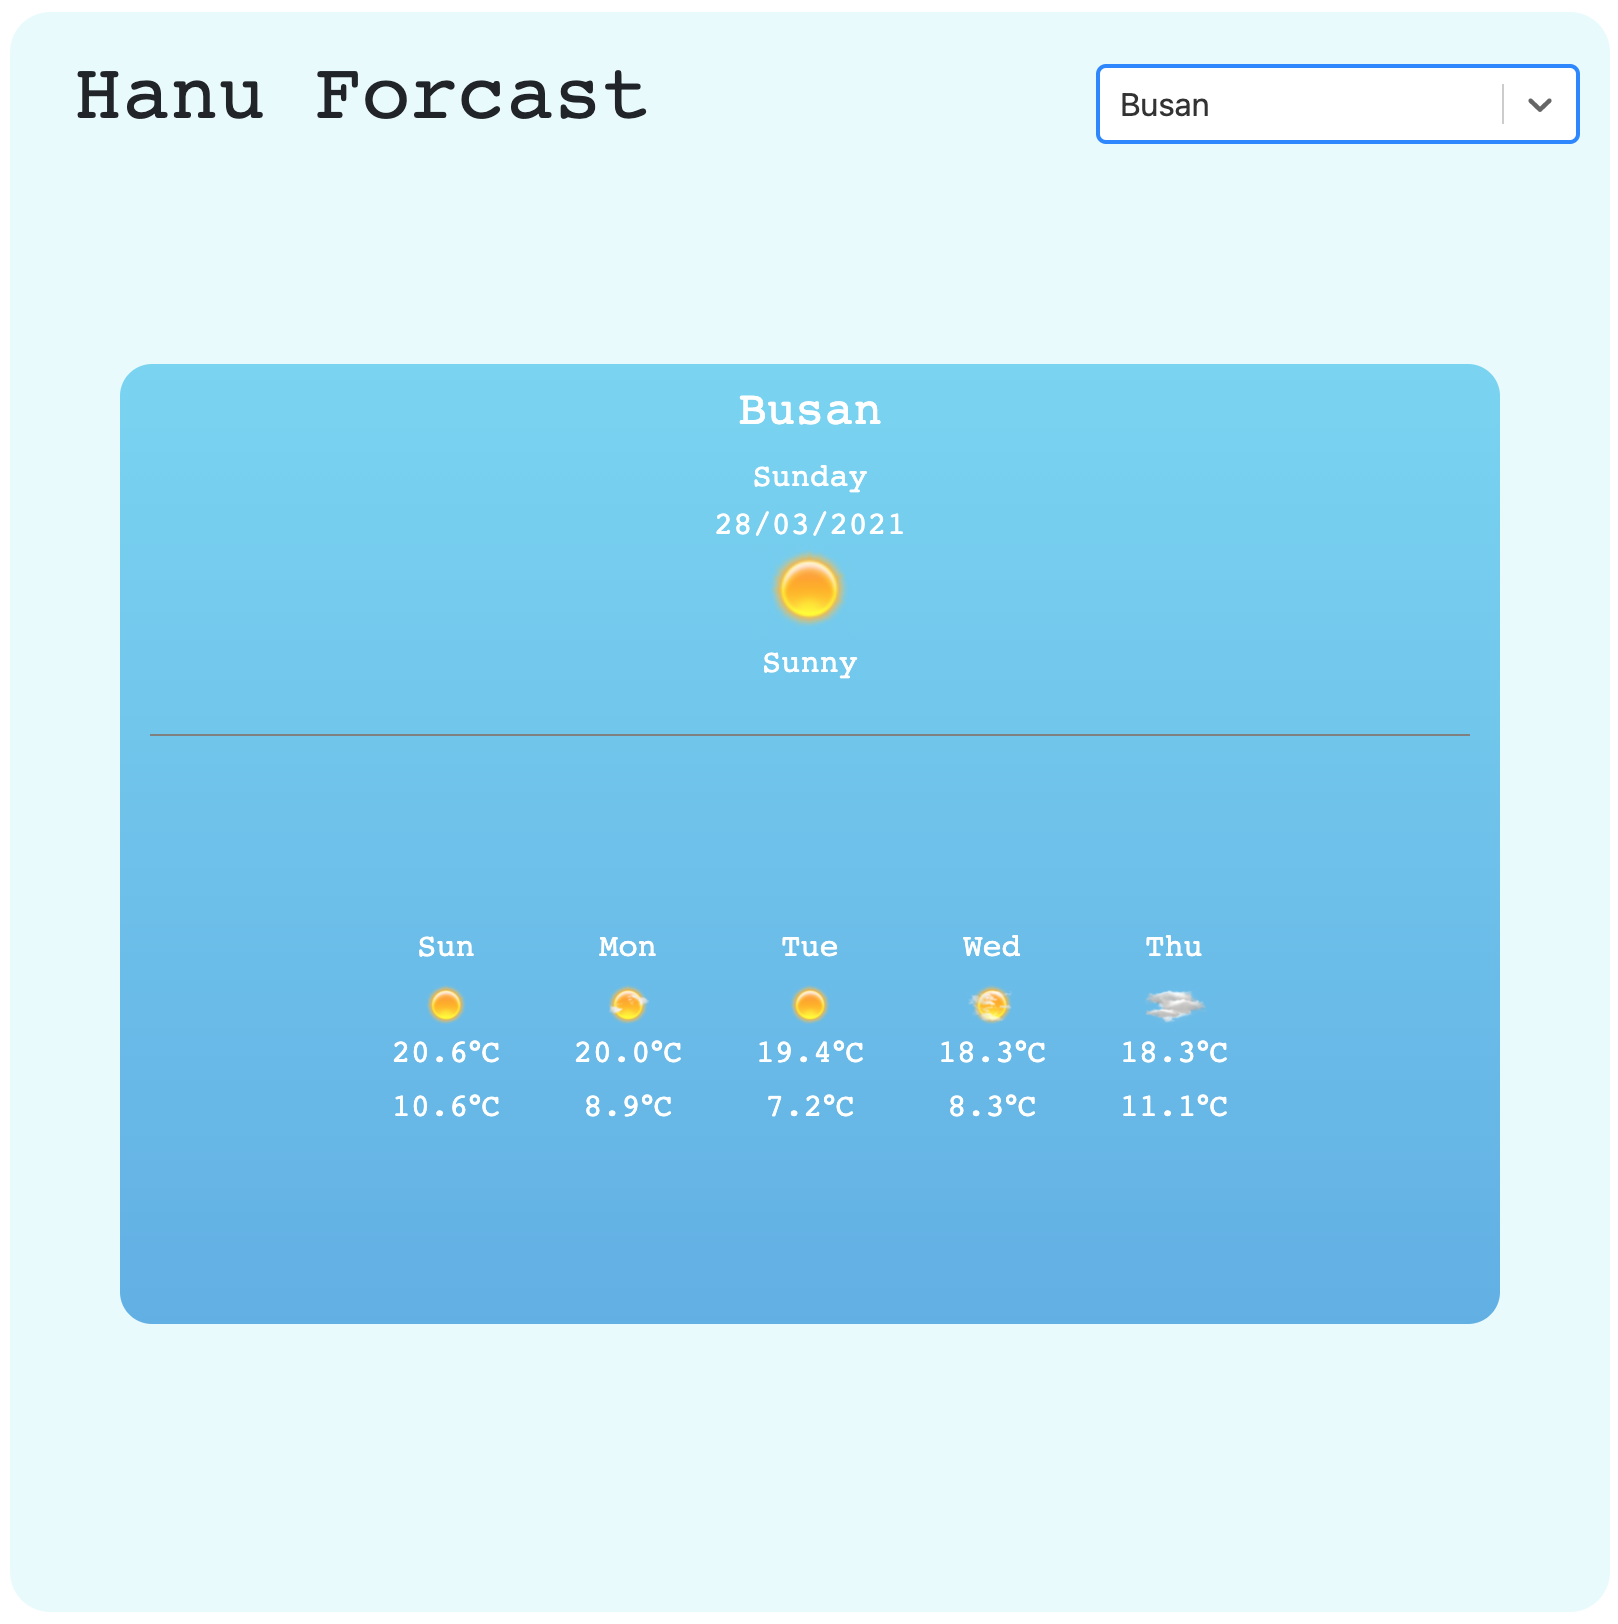 Hanu Forcast
Busan
Busan
Sunday
28/03/2021
Sunny
Sun Mon Tue Wed Thu
20.6℃ 20.0℃ 19.4℃ 18.3℃ 18.3℃
10.6℃ 8.9℃ 7.2℃ 8.3℃ 11.1℃